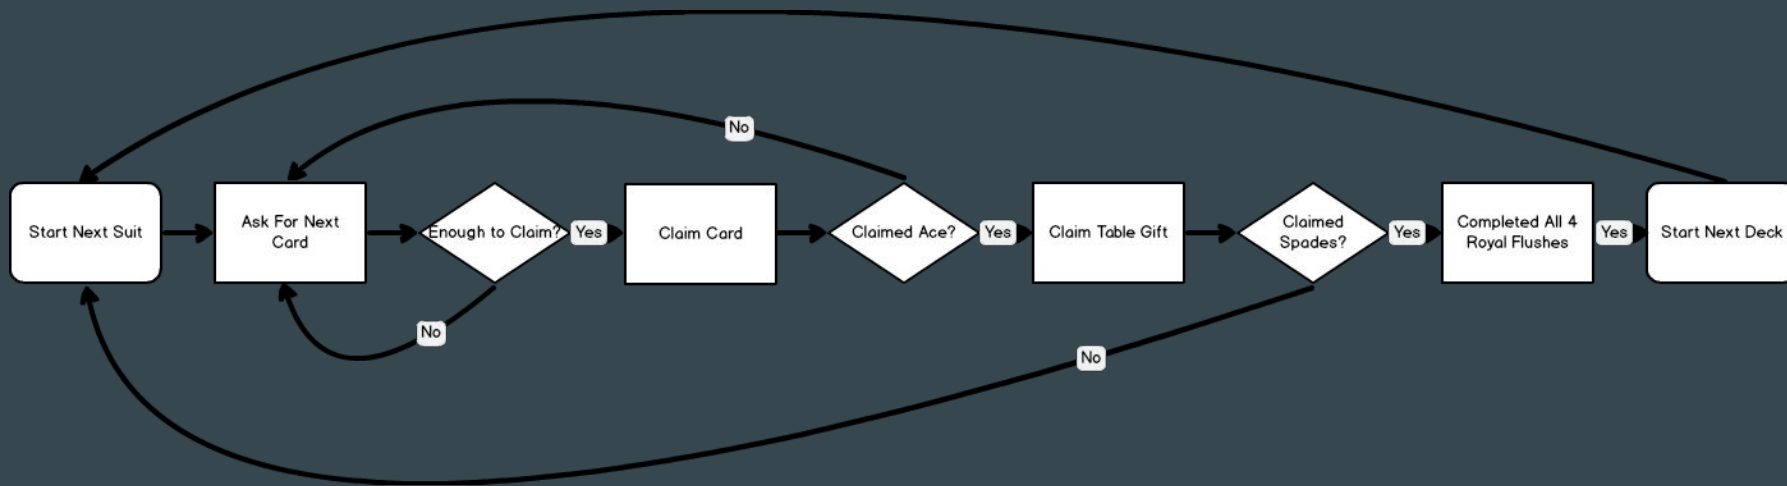 No
Start Next Suit
Ask For Next
Card
Enough to Claim?
Yes
Claim Card
Claimed Ace?
Yes
Claim Table Gift
Claimed
Spades?
Yes
Completed All 4
Royal Flushes
Yes
Start Next Deck
No
No